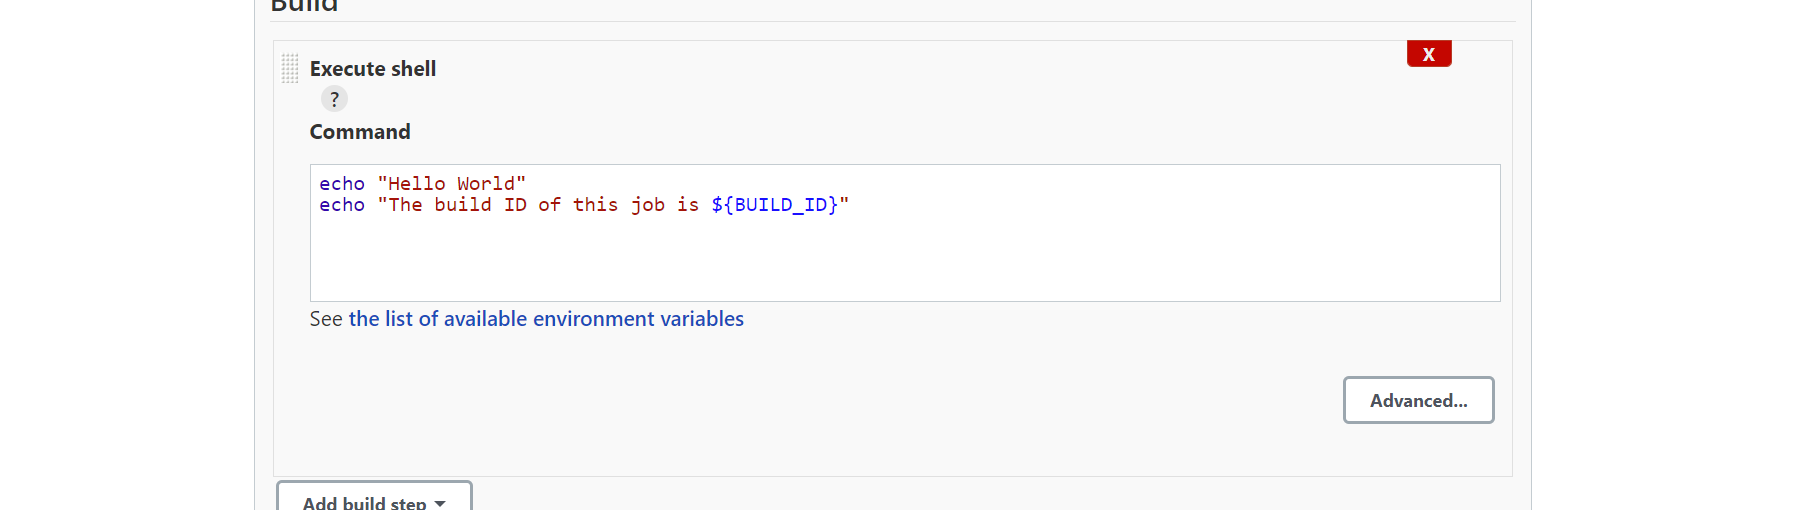 Build
Execute shell
X
?
Command
echo "Hello World"
echo "The build ID of this job is ${BUILD_ID}"
See the list of available environment variables
Advanced...
Add build step